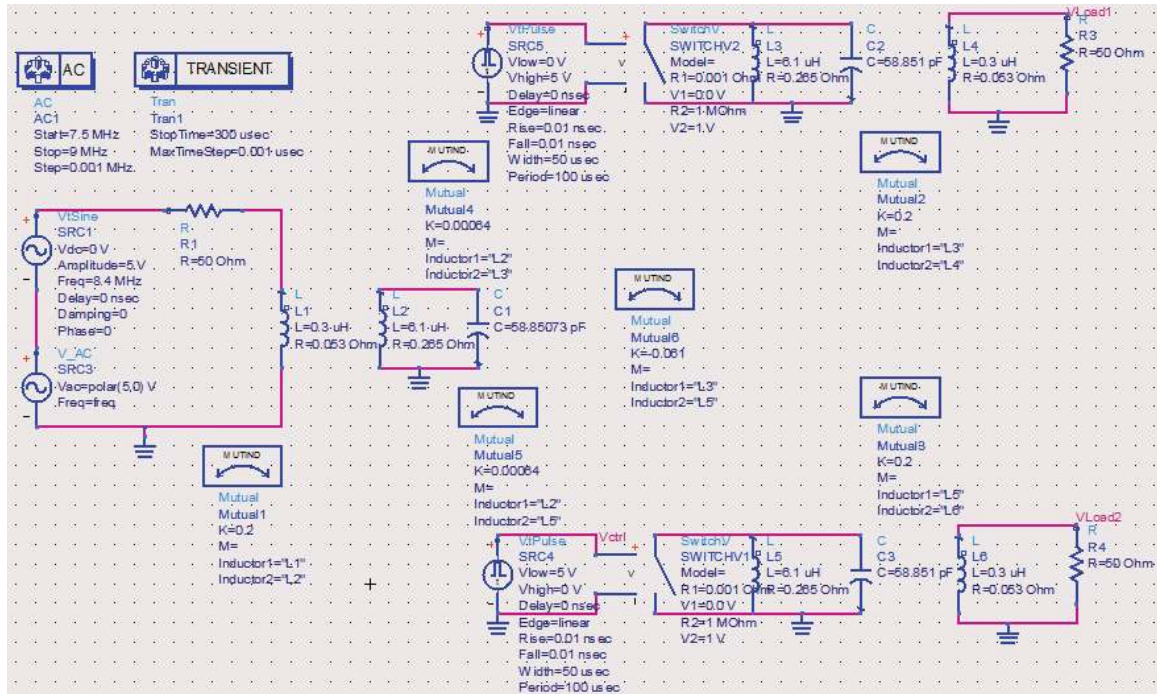 AC
AC
AC1
Start=7.5 MHz
Stop=9 MHz
Step=0.001 MHz
TRANSIENT
Tran
Tran1
StopTime=300 usec
MaxTimeStep=0.001 usec
VtPulse
SRC5
Vlow=0 V
Vhigh=5 V
Delay=0 nsec
Edge=linear
Rise=0.01 nsec
Fall=0.01 nsec
Width=50 usec
Period=100 usec
v
SwitchV
SWITCHV2
Model=
R1=0.001 Ohm
V1=0.0 V
R2=1 MOhm
V2=1 V
L
L3
L=6.1 uH
R=0.265 Ohm
C
C2
C=58.851 pF
L
L4
L=0.3 uH
R=0.053 Ohm
VLoad1
R
R3
R=50 Ohm
MUTIND
Mutual
Mutual4
K=0.00064
M=
Inductor1="L2"
Inductor2="L3"
MUTIND
Mutual
Mutual2
K=0.2
M=
Inductor1="L3"
Inductor2="L4"
VtSine
SRC1
Vdc=0 V
Amplitude=5 V
Freq=8.4 MHz
Delay=0 nsec
Damping=0
Phase=0
R
R1
R=50 Ohm
V_AC
SRC3
Vac=polar(5,0) V
Freq=freq
L
L1
L=0.3 uH
R=0.053 Ohm
L
L2
L=6.1 uH
R=0.265 Ohm
C
C1
C=58.85073 pF
MUTIND
Mutual
Mutual6
K=-0.061
M=
Inductor1="L3"
Inductor2="L5"
MUTIND
Mutual
Mutual1
K=0.2
M=
Inductor1="L1"
Inductor2="L2"
MUTIND
Mutual
Mutual5
K=0.00064
M=
Inductor1="L2"
Inductor2="L5"
MUTIND
Mutual
Mutual3
K=0.2
M=
Inductor1="L5"
Inductor2="L6"
VtPulse
SRC4
Vlow=5 V
Vhigh=0 V
Delay=0 nsec
Edge=linear
Rise=0.01 nsec
Fall=0.01 nsec
Width=50 usec
Period=100 usec
Vctrl
v
SwitchV
SWITCHV1
Model=
R1=0.001 Ohm
V1=0.0 V
R2=1 MOhm
V2=1 V
L
L5
L=6.1 uH
R=0.265 Ohm
C
C3
C=58.851 pF
L
L6
L=0.3 uH
R=0.053 Ohm
VLoad2
R
R4
R=50 Ohm